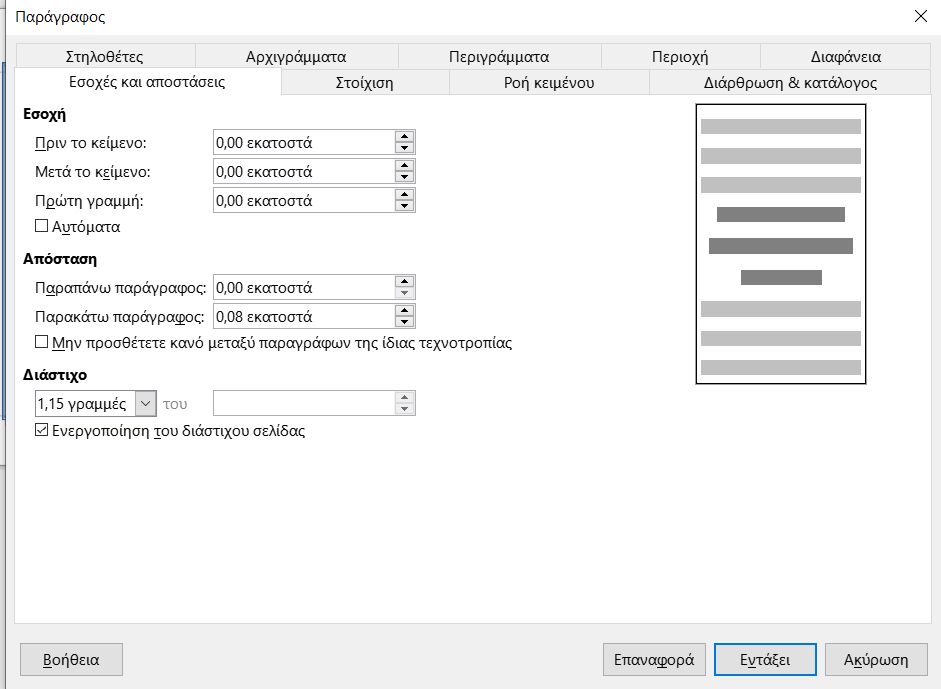 Παράγραφος
Στηλοθέτες Αρχιγράμματα Περιγράμματα Περιοχή Διαφάνεια
Εσοχές και αποστάσεις Στοίχιση Ροή κειμένου Διάρθρωση & κατάλογος
Εσοχή
Πριν το κείμενο: 0,00 εκατοστά
Μετά το κείμενο: 0,00 εκατοστά
Πρώτη γραμμή: 0,00 εκατοστά
Αυτόματα
Απόσταση
Παραπάνω παράγραφος: 0,00 εκατοστά
Παρακάτω παράγραφος: 0,08 εκατοστά
Μην προσθέτετε κανό μεταξύ παραγράφων της ίδιας τεχνοτροπίας
Διάστιχο
1,15 γραμμές του
Ενεργοποίηση του διάστιχου σελίδας
Βοήθεια Επαναφορά Εντάξει Ακύρωση